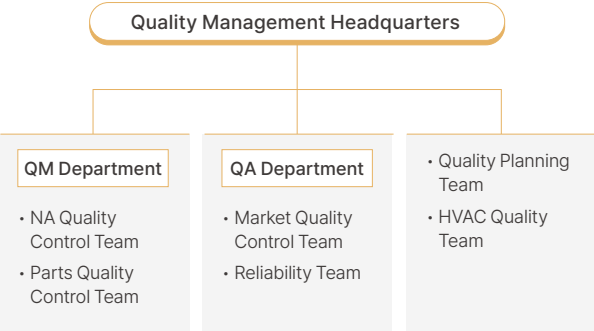 Quality Management Headquarters
QM Department
• NA Quality
Control Team
• Parts Quality
Control Team
QA Department
• Market Quality
Control Team
• Reliability Team
• Quality Planning
Team
• HVAC Quality
Team